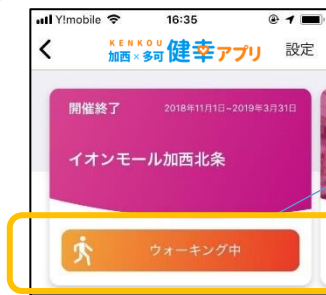 Y!mobile 16:35
KENKOU
加西×多可 健幸アプリ 設定
開催終了 2018年11月1日~2019年3月31日
イオンモール加西北条
ウォーキング中